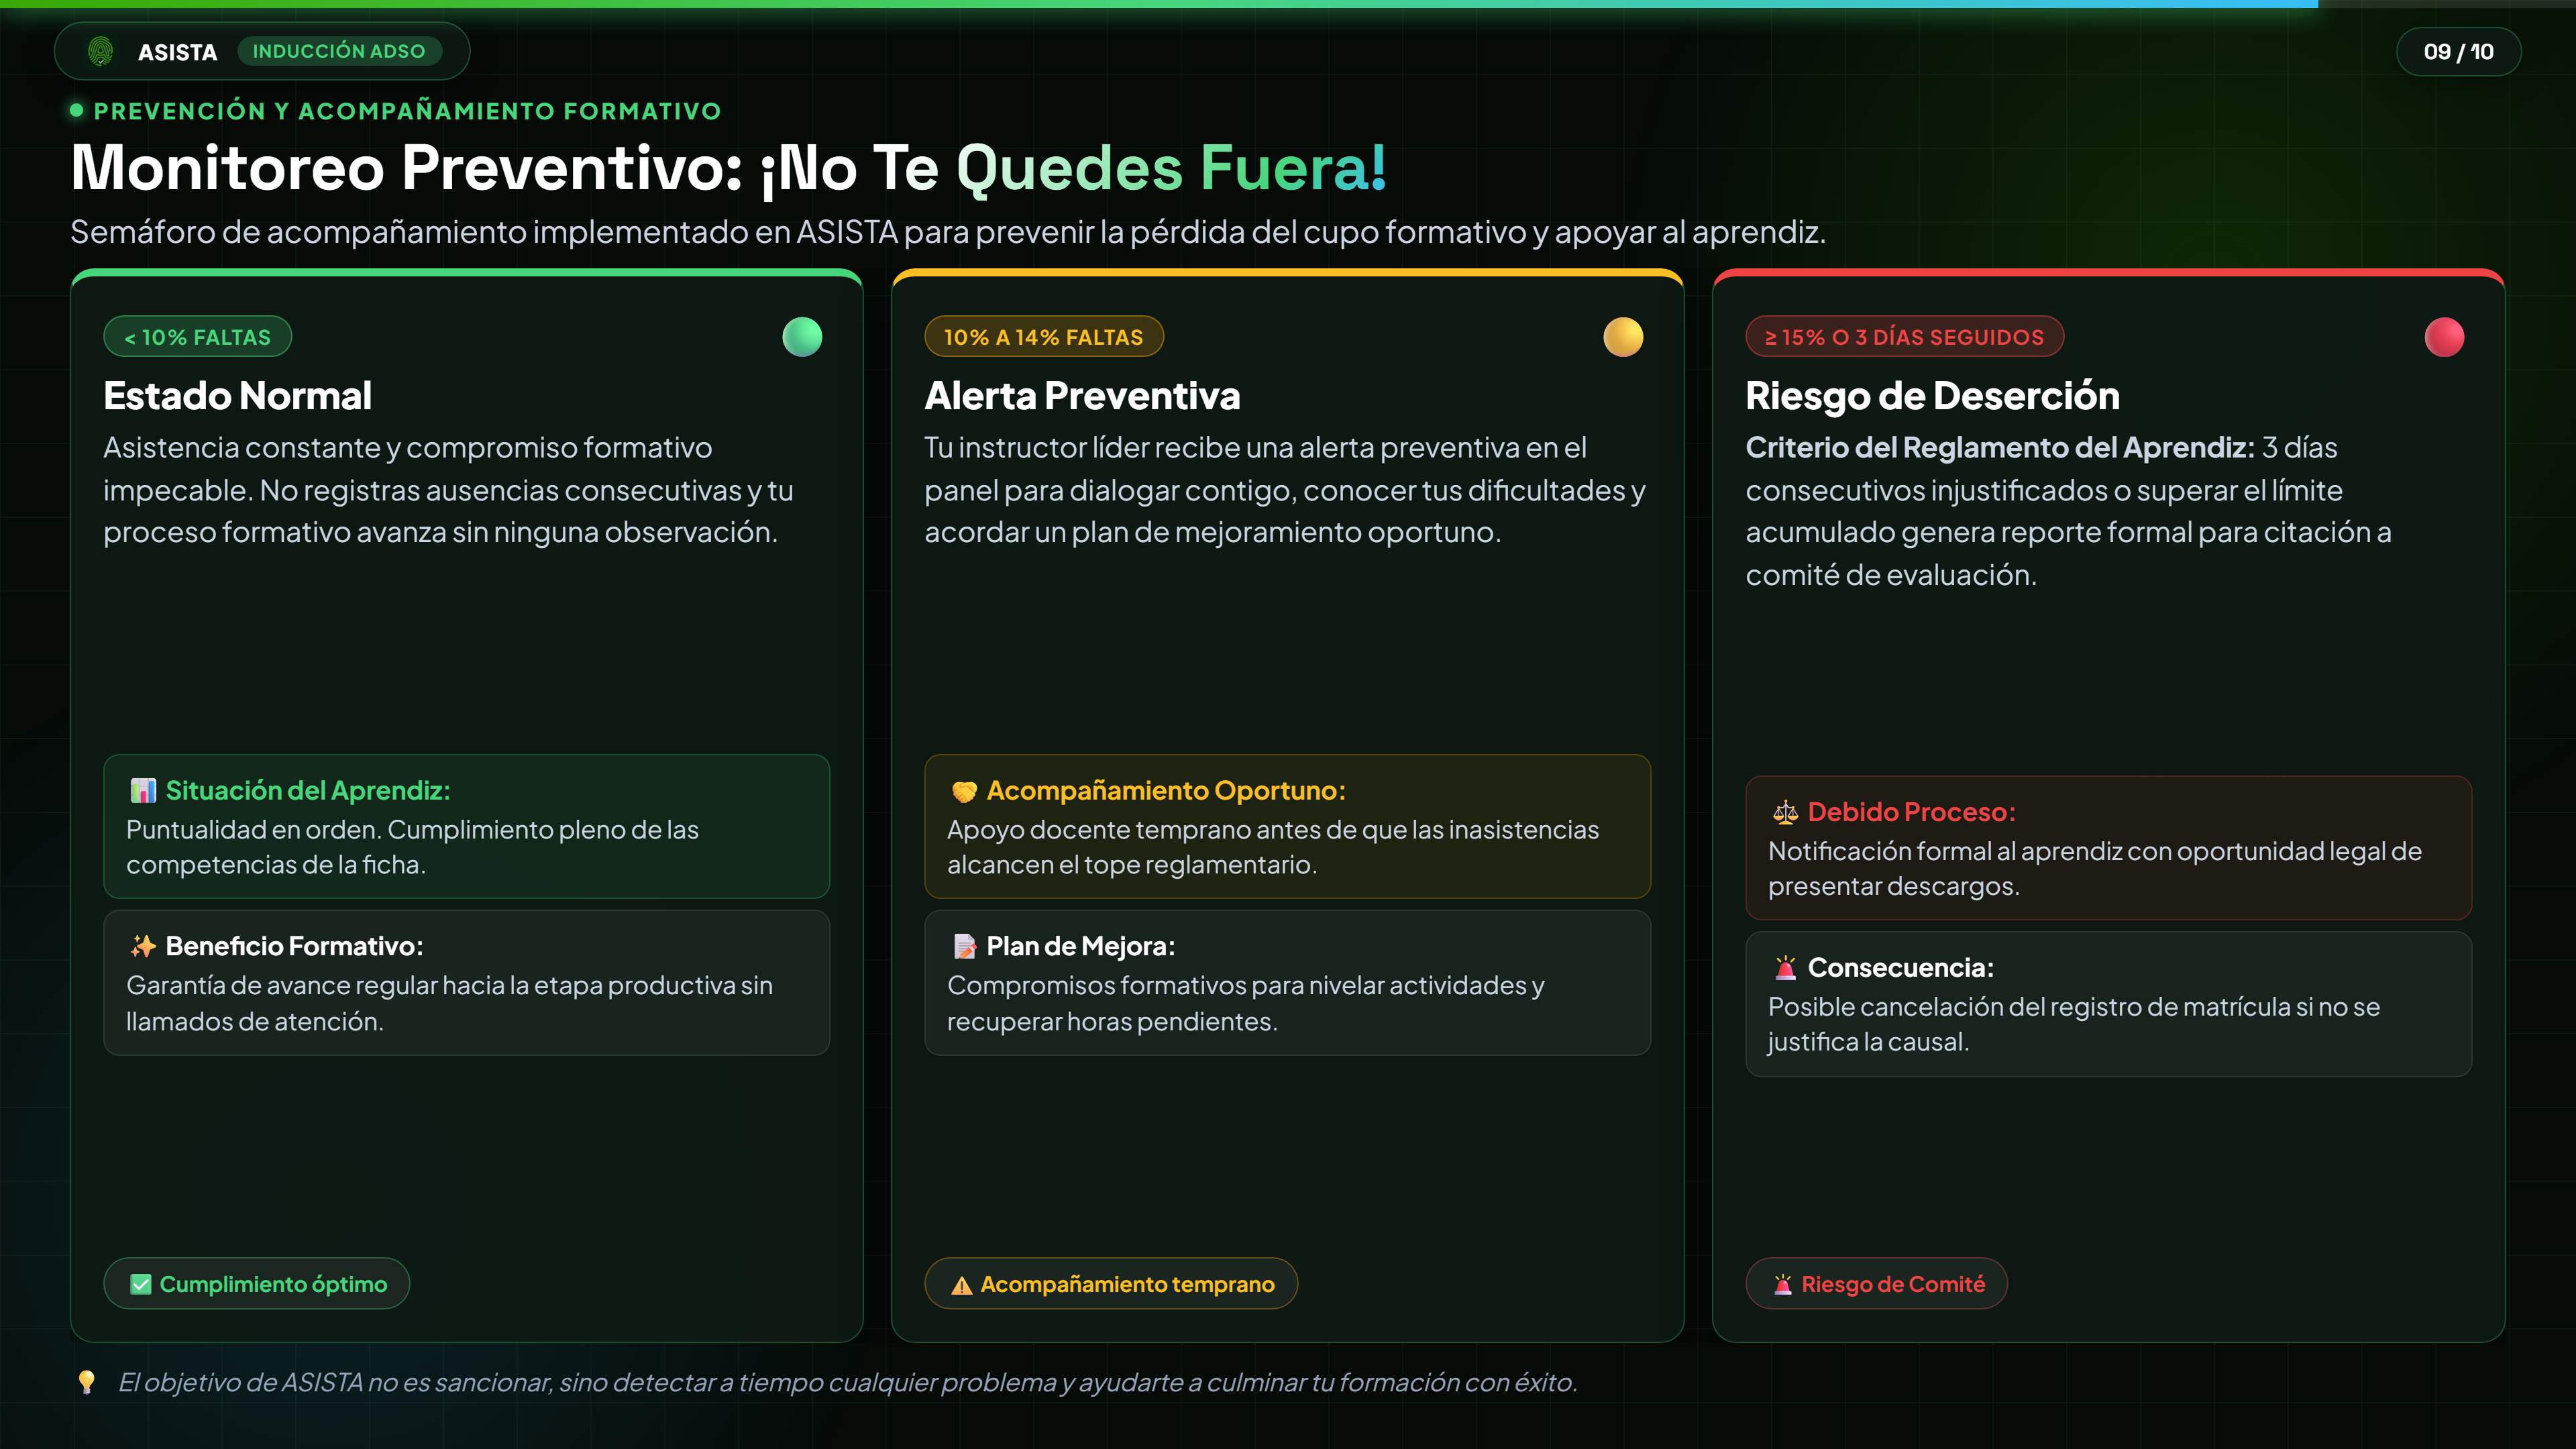 ASISTA INDUCCIÓN ADSO
09 / 10
PREVENCIÓN Y ACOMPAÑAMIENTO FORMATIVO
Monitoreo Preventivo: ¡No Te Quedes Fuera!
Semáforo de acompañamiento implementado en ASISTA para prevenir la pérdida del cupo formativo y apoyar al aprendiz.
< 10% FALTAS
Estado Normal
Asistencia constante y compromiso formativo
impecable. No registras ausencias consecutivas y tu
proceso formativo avanza sin ninguna observación.
📊 Situación del Aprendiz:
Puntualidad en orden. Cumplimiento pleno de las
competencias de la ficha.
✨ Beneficio Formativo:
Garantía de avance regular hacia la etapa productiva sin
llamados de atención.
✅ Cumplimiento óptimo
10% A 14% FALTAS
Alerta Preventiva
Tu instructor líder recibe una alerta preventiva en el
panel para dialogar contigo, conocer tus dificultades y
acordar un plan de mejoramiento oportuno.
🤝 Acompañamiento Oportuno:
Apoyo docente temprano antes de que las inasistencias
alcancen el tope reglamentario.
📝 Plan de Mejora:
Compromisos formativos para nivelar actividades y
recuperar horas pendientes.
⚠️ Acompañamiento temprano
≥ 15% O 3 DÍAS SEGUIDOS
Riesgo de Deserción
Criterio del Reglamento del Aprendiz: 3 días
consecutivos injustificados o superar el límite
acumulado genera reporte formal para citación a
comité de evaluación.
⚖️ Debido Proceso:
Notificación formal al aprendiz con oportunidad legal de
presentar descargos.
🚨 Consecuencia:
Posible cancelación del registro de matrícula si no se
justifica la causal.
🚨 Riesgo de Comité
💡 El objetivo de ASISTA no es sancionar, sino detectar a tiempo cualquier problema y ayudarte a culminar tu formación con éxito.